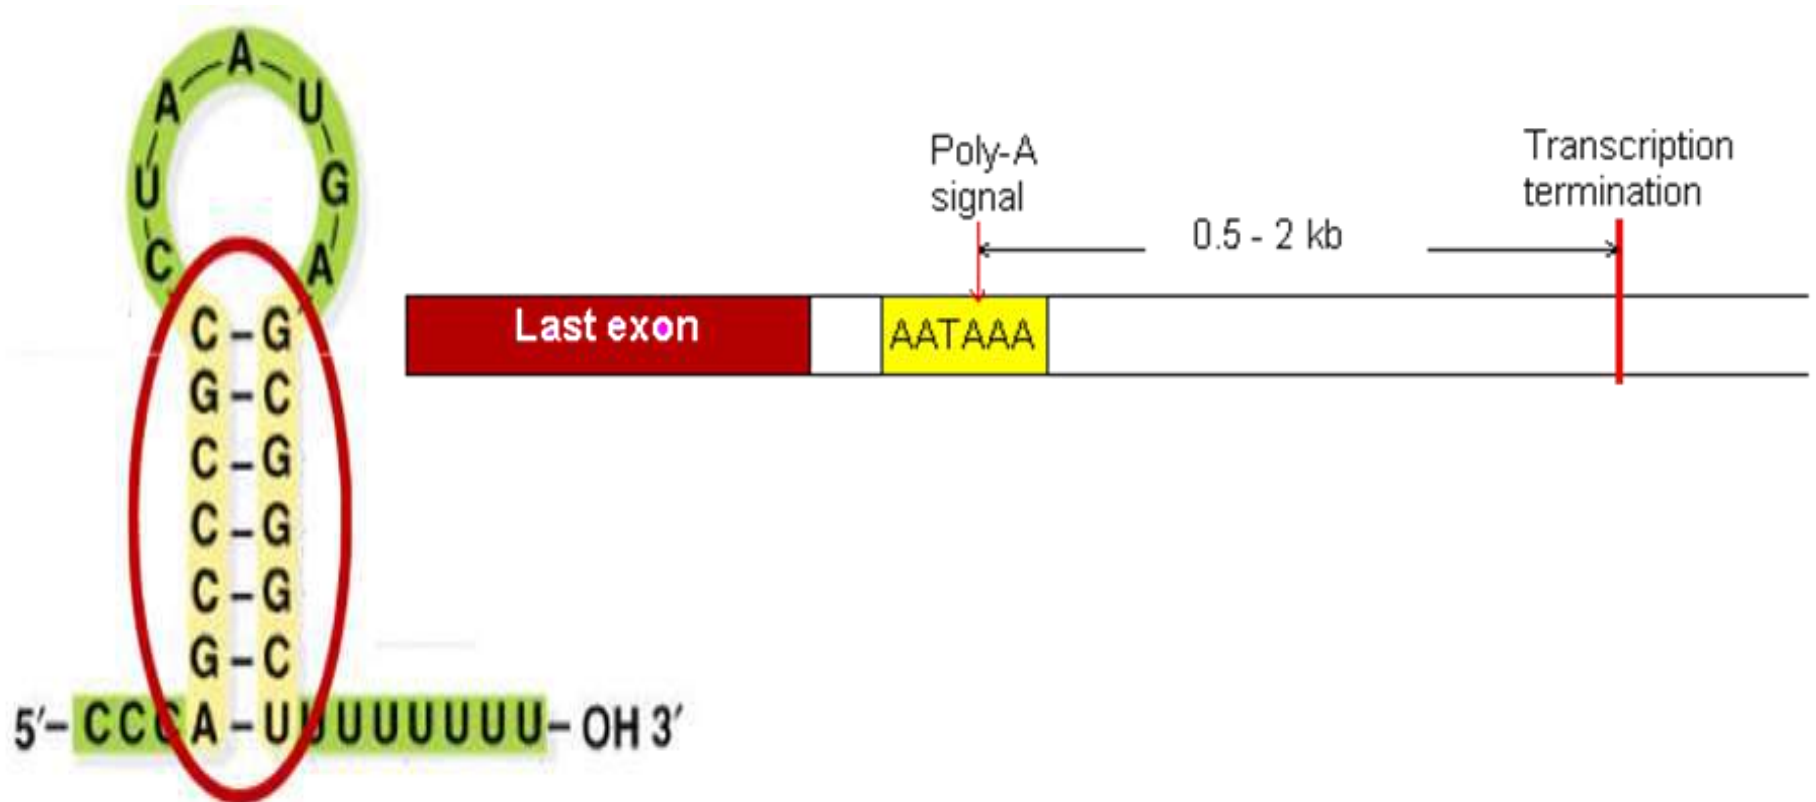 A
A U
U G
C A
C – G
G – C
C – G
C – G
C – G
G – C
5′– CCCA – UUUUUUUU – OH 3′
Poly-A
signal
0.5 - 2 kb
Transcription
termination
Last exon
AATAAA